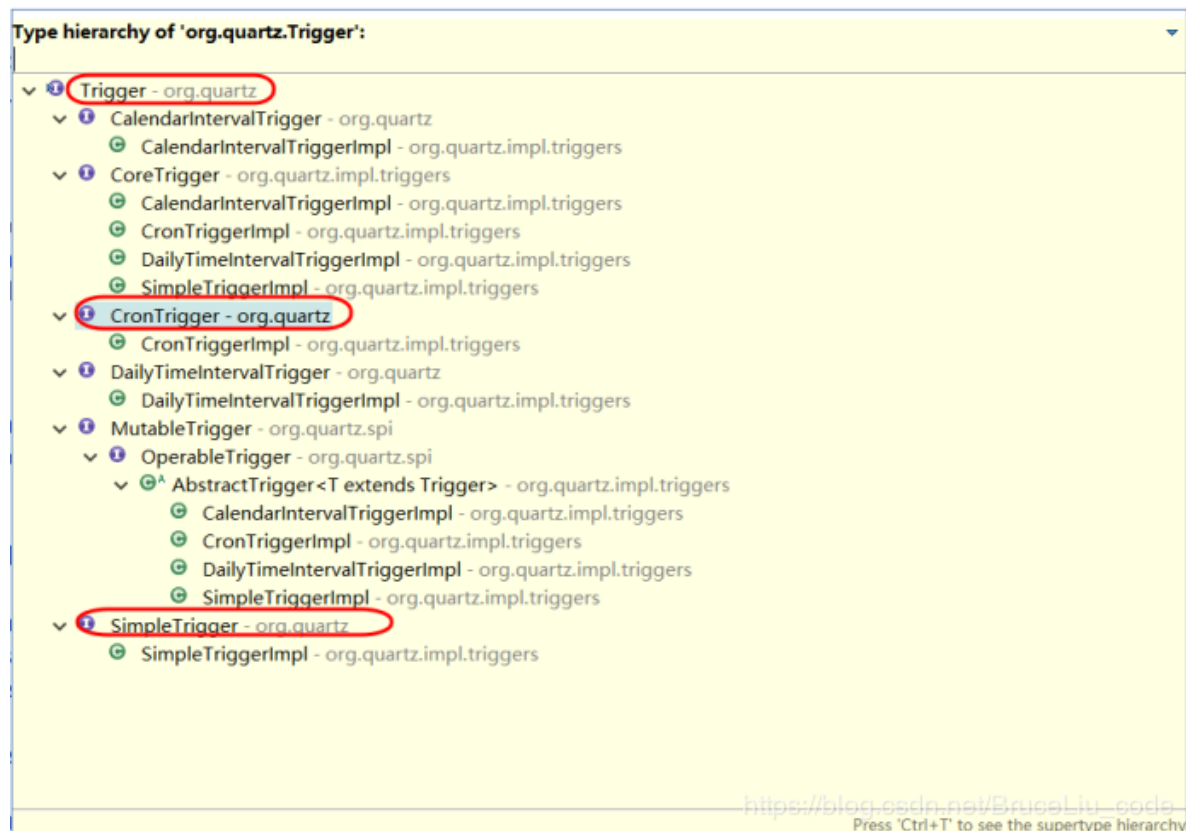 Type hierarchy of 'org.quartz.Trigger':
Trigger - org.quartz
CalendarIntervalTrigger - org.quartz
CalendarIntervalTriggerImpl - org.quartz.impl.triggers
CoreTrigger - org.quartz.impl.triggers
CalendarIntervalTriggerImpl - org.quartz.impl.triggers
CronTriggerImpl - org.quartz.impl.triggers
DailyTimeIntervalTriggerImpl - org.quartz.impl.triggers
SimpleTriggerImpl - org.quartz.impl.triggers
CronTrigger - org.quartz
CronTriggerImpl - org.quartz.impl.triggers
DailyTimeIntervalTrigger - org.quartz
DailyTimeIntervalTriggerImpl - org.quartz.impl.triggers
MutableTrigger - org.quartz.spi
OperableTrigger - org.quartz.spi
AbstractTrigger<T extends Trigger> - org.quartz.impl.triggers
CalendarIntervalTriggerImpl - org.quartz.impl.triggers
CronTriggerImpl - org.quartz.impl.triggers
DailyTimeIntervalTriggerImpl - org.quartz.impl.triggers
SimpleTriggerImpl - org.quartz.impl.triggers
SimpleTrigger - org.quartz
SimpleTriggerImpl - org.quartz.impl.triggers
https://blog.csdn.net/BruceLiu_code
Press 'Ctrl+T' to see the supertype hierarchy